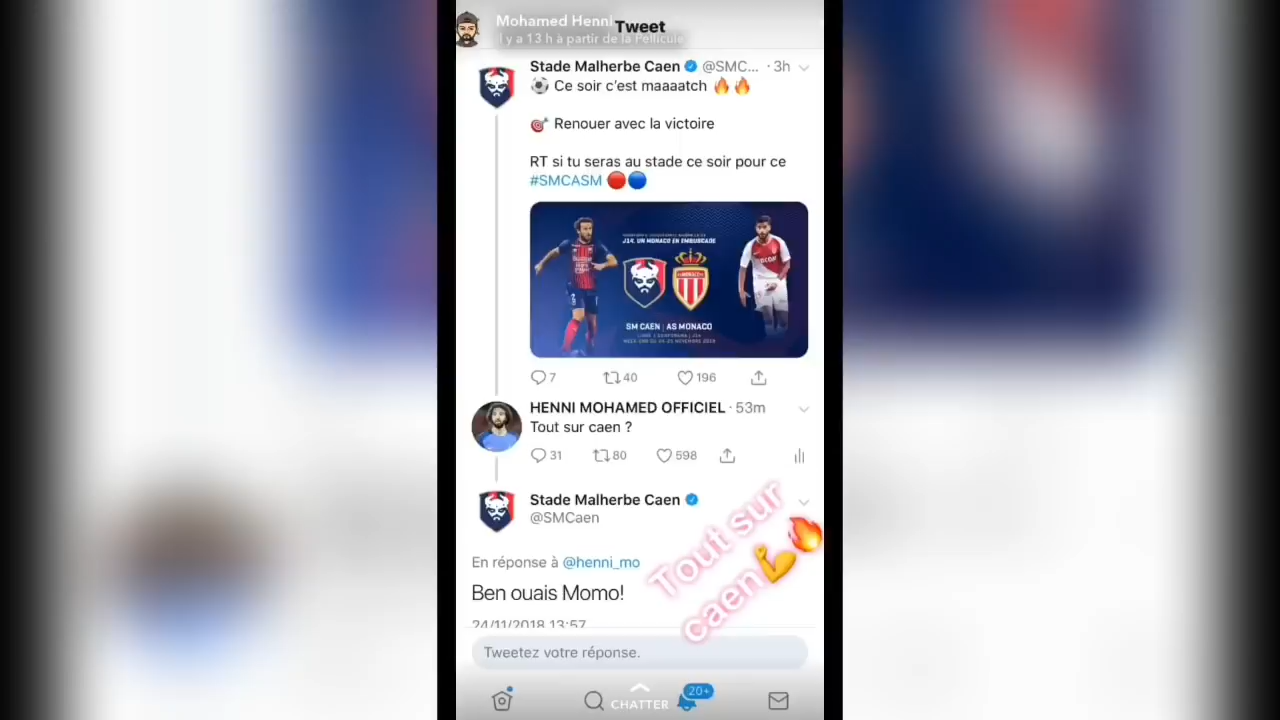 Mohamed Henni
Tweet
Il y a 13 h à partir de la Pellicule
Stade Malherbe Caen @SMC... · 3h
⚽ Ce soir c'est maaaatch 🔥🔥
🎯 Renouer avec la victoire
RT si tu seras au stade ce soir pour ce
#SMCASM 🔴🔵
J14. UN MONACO EN EMBUSCADE
SM CAEN | AS MONACO
7 40 196
HENNI MOHAMED OFFICIEL · 53m
Tout sur caen ?
31 80 598
Stade Malherbe Caen
@SMCaen
En réponse à @henni_mo
Ben ouais Momo!
24/11/2018 13:57
Tout sur
caen💪🔥
Tweetez votre réponse.
CHATTER
20+